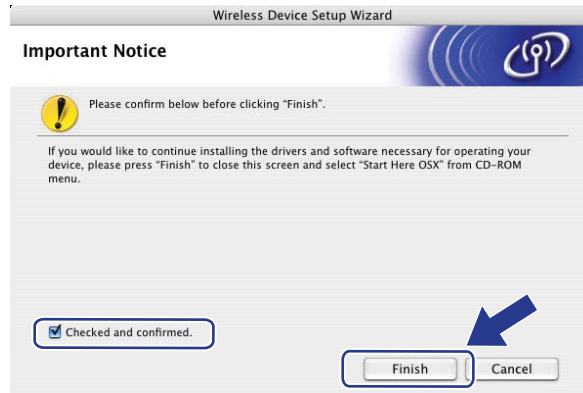 Wireless Device Setup Wizard
Important Notice
Please confirm below before clicking "Finish".
If you would like to continue installing the drivers and software necessary for operating your
device, please press "Finish" to close this screen and select "Start Here OSX" from CD-ROM
menu.
Checked and confirmed.
Finish
Cancel